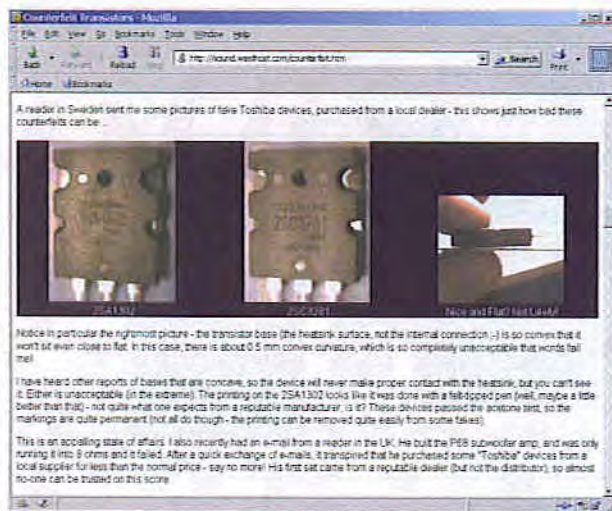 Counterfeit Transistors - Mozilla
File Edit View Go Bookmarks Tools Window Help
Back Forward Reload Stop http://sound.westhost.com/counterfeit.htm Search Print
Home Bookmarks
A reader in Sweden sent me some pictures of fake Toshiba devices, purchased from a local dealer - this shows just how bad these
counterfeits can be ...
2SA1302 2SC3281 Nice and Flat? Not Likely!
Notice in particular the rightmost picture - the transistor base (the heatsink surface, not the internal connection ;-) is so convex that it
won't sit even close to flat. In this case, there is about 0.5 mm convex curvature, which is so completely unacceptable that words fail
me!
I have heard other reports of bases that are concave, so the device will never make proper contact with the heatsink, but you can't see
it. Either is unacceptable (in the extreme). The printing on the 2SA1302 looks like it was done with a felt-tipped pen (well, maybe a little
better than that) - not quite what one expects from a reputable manufacturer, is it? These devices passed the acetone test, so the
markings are quite permanent (not all do though - the printing can be removed quite easily from some fakes).
This is an appalling state of affairs. I also recently had an e-mail from a reader in the UK. He built the P68 subwoofer amp, and was only
running it into 8 ohms and it failed. After a quick exchange of e-mails, it transpired that he purchased some "Toshiba" devices from a
local supplier for less than the normal price - say no more! His first set came from a reputable dealer (but not the distributor), so almost
no-one can be trusted on this score.